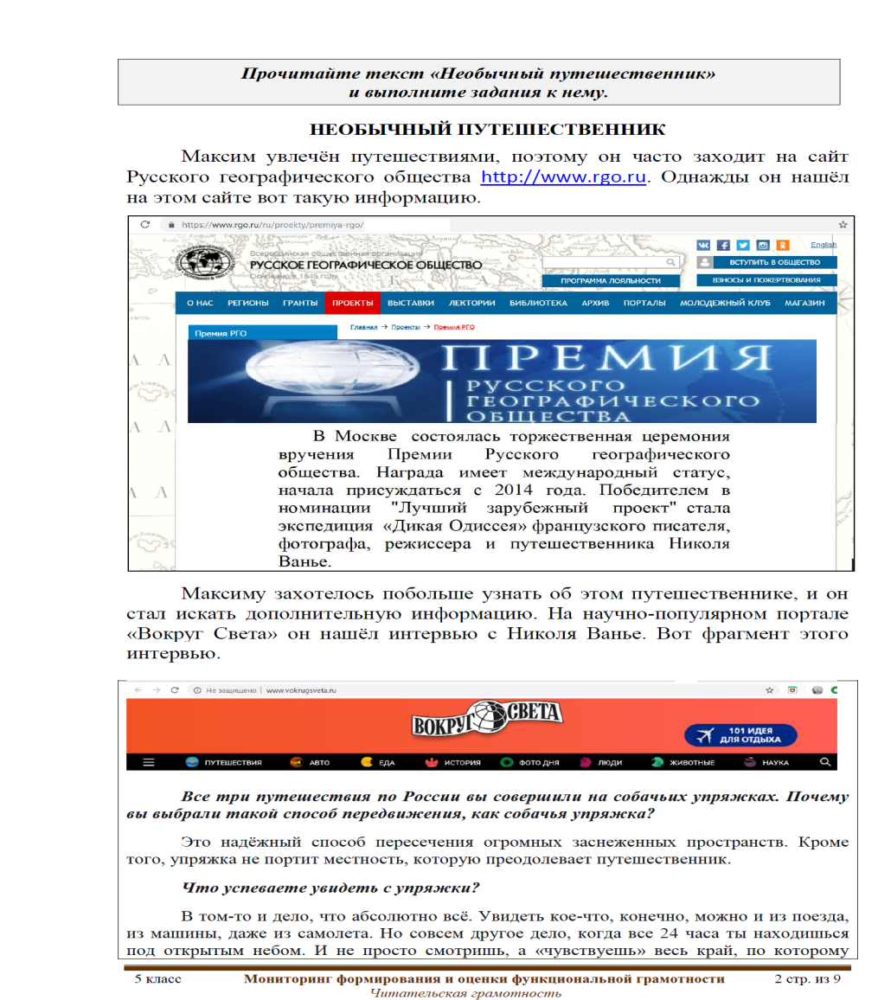 Прочитайте текст «Необычный путешественник»
и выполните задания к нему.
НЕОБЫЧНЫЙ ПУТЕШЕСТВЕННИК
Максим увлечён путешествиями, поэтому он часто заходит на сайт
Русского географического общества http://www.rgo.ru. Однажды он нашёл
на этом сайте вот такую информацию.
https://www.rgo.ru/ru/proekty/premiya-rgo/
English
Всероссийская общественная организация
РУССКОЕ ГЕОГРАФИЧЕСКОЕ ОБЩЕСТВО
Основано в 1845 году
ВСТУПИТЬ В ОБЩЕСТВО
ПРОГРАММА ЛОЯЛЬНОСТИ
ВЗНОСЫ И ПОЖЕРТВОВАНИЯ
О НАС РЕГИОНЫ ГРАНТЫ ПРОЕКТЫ ВЫСТАВКИ ЛЕКТОРИИ БИБЛИОТЕКА АРХИВ ПОРТАЛЫ МОЛОДЕЖНЫЙ КЛУБ МАГАЗИН
Премия РГО
Главная → Проекты → Премия РГО
ПРЕМИЯ
РУССКОГО
ГЕОГРАФИЧЕСКОГО
ОБЩЕСТВА
В Москве состоялась торжественная церемония
вручения Премии Русского географического
общества. Награда имеет международный статус,
начала присуждаться с 2014 года. Победителем в
номинации "Лучший зарубежный проект" стала
экспедиция «Дикая Одиссея» французского писателя,
фотографа, режиссера и путешественника Николя
Ванье.
Максиму захотелось побольше узнать об этом путешественнике, и он
стал искать дополнительную информацию. На научно-популярном портале
«Вокруг Света» он нашёл интервью с Николя Ванье. Вот фрагмент этого
интервью.
Не защищено | www.vokrugsveta.ru
ВОКРУГ СВЕТА
101 ИДЕЯ
ДЛЯ ОТДЫХА
ПУТЕШЕСТВИЯ АВТО ЕДА ИСТОРИЯ ФОТО ДНЯ ЛЮДИ ЖИВОТНЫЕ НАУКА
Все три путешествия по России вы совершили на собачьих упряжках. Почему
вы выбрали такой способ передвижения, как собачья упряжка?
Это надёжный способ пересечения огромных заснеженных пространств. Кроме
того, упряжка не портит местность, которую преодолевает путешественник.
Что успеваете увидеть с упряжки?
В том-то и дело, что абсолютно всё. Увидеть кое-что, конечно, можно и из поезда,
из машины, даже из самолета. Но совсем другое дело, когда все 24 часа ты находишься
под открытым небом. И не просто смотришь, а «чувствуешь» весь край, по которому
5 класс Мониторинг формирования и оценки функциональной грамотности 2 стр. из 9
Читательская грамотность